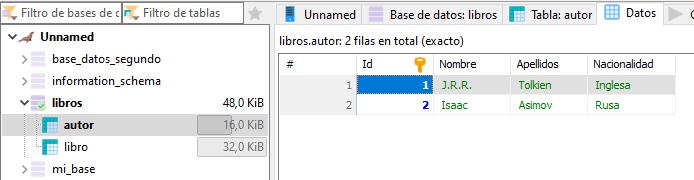 Filtro de bases de d
Filtro de tablas
Unnamed
base_datos_segundo
information_schema
libros 48,0 KiB
autor 16,0 KiB
libro 32,0 KiB
mi_base
Unnamed Base de datos: libros Tabla: autor Datos
libros.autor: 2 filas en total (exacto)
# Id Nombre Apellidos Nacionalidad
1 1 J.R.R. Tolkien Inglesa
2 2 Isaac Asimov Rusa